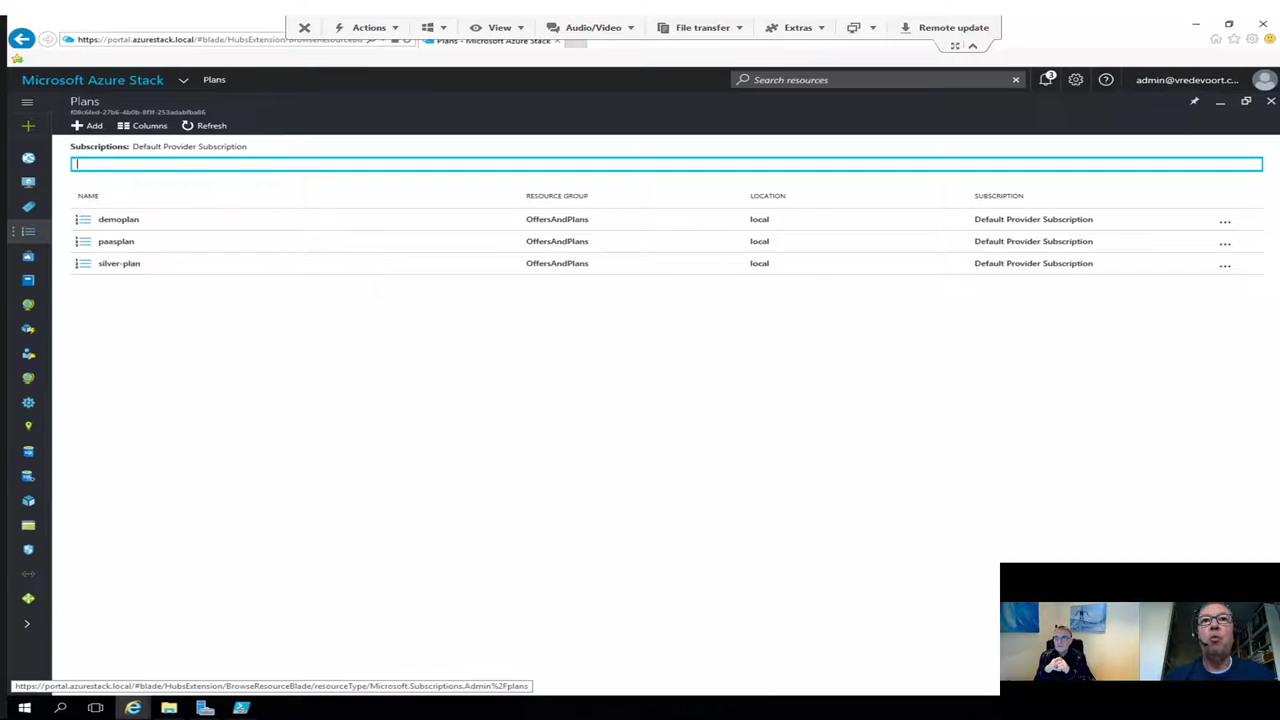 Actions
View
Audio/Video
File transfer
Extras
Remote update
https://portal.azurestack.local/#blade/HubsExtension/BrowseResourceBl
Plans - Microsoft Azure Stack
Microsoft Azure Stack
Plans
Search resources
3
admin@vredevoort.c...
Plans
Add
Columns
Refresh
Subscriptions: Default Provider Subscription
NAME
RESOURCE GROUP
LOCATION
SUBSCRIPTION
demoplan
OffersAndPlans
local
Default Provider Subscription
...
paasplan
OffersAndPlans
local
Default Provider Subscription
...
silver-plan
OffersAndPlans
local
Default Provider Subscription
...
https://portal.azurestack.local/#blade/HubsExtension/BrowseResourceBlade/resourceType/Microsoft.Subscriptions.Admin%2Fplans